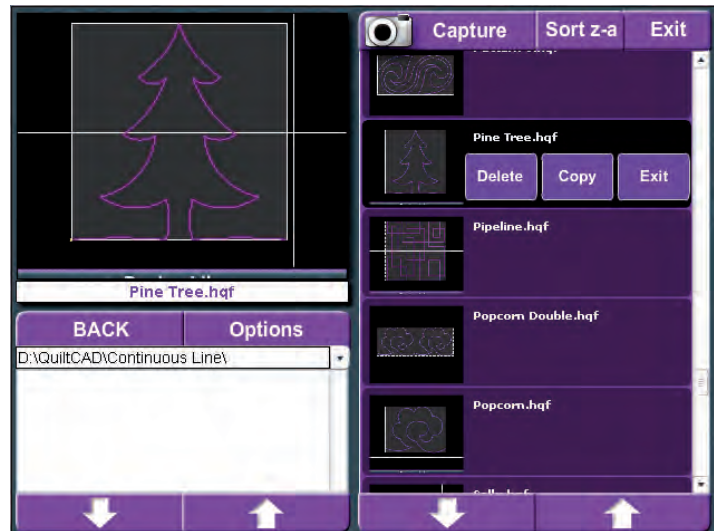 Pine Tree.hqf
BACK
Options
D:\QuiltCAD\Continuous Line\
Capture
Sort z-a
Exit
Pine Tree.hqf
Delete
Copy
Exit
Pipeline.hqf
Popcorn Double.hqf
Popcorn.hqf